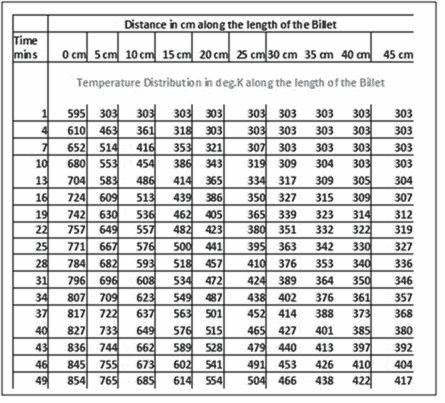 Distance in cm along the length of the Billet
Time
mins 0 cm 5 cm 10 cm 15 cm 20 cm 25 cm 30 cm 35 cm 40 cm 45 cm
Temperature Distribution in deg.K along the length of the Billet
1 595 303 303 303 303 303 303 303 303 303
4 610 463 361 318 303 303 303 303 303 303
7 652 514 416 353 321 307 303 303 303 303
10 680 553 454 386 343 319 309 304 303 303
13 704 583 486 414 365 334 317 309 305 304
16 724 609 513 439 386 350 327 315 309 307
19 742 630 536 462 405 365 339 323 314 312
22 757 649 557 482 423 380 351 332 322 319
25 771 667 576 500 441 395 363 342 330 327
28 784 682 593 518 457 410 376 353 340 336
31 796 696 608 534 472 424 389 364 350 346
34 807 709 623 549 487 438 402 376 361 357
37 817 722 637 563 501 452 414 388 373 368
40 827 733 649 576 515 465 427 401 385 380
43 836 744 662 589 528 479 440 413 397 392
46 845 755 673 602 541 491 453 426 410 404
49 854 765 685 614 554 504 466 438 422 417